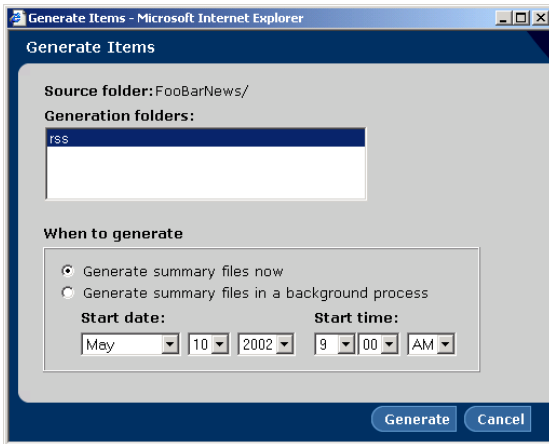 Generate Items - Microsoft Internet Explorer
Generate Items
Source folder: FooBarNews/
Generation folders:
rss
When to generate
Generate summary files now
Generate summary files in a background process
Start date: Start time:
May 10 2002 9 00 AM
Generate Cancel